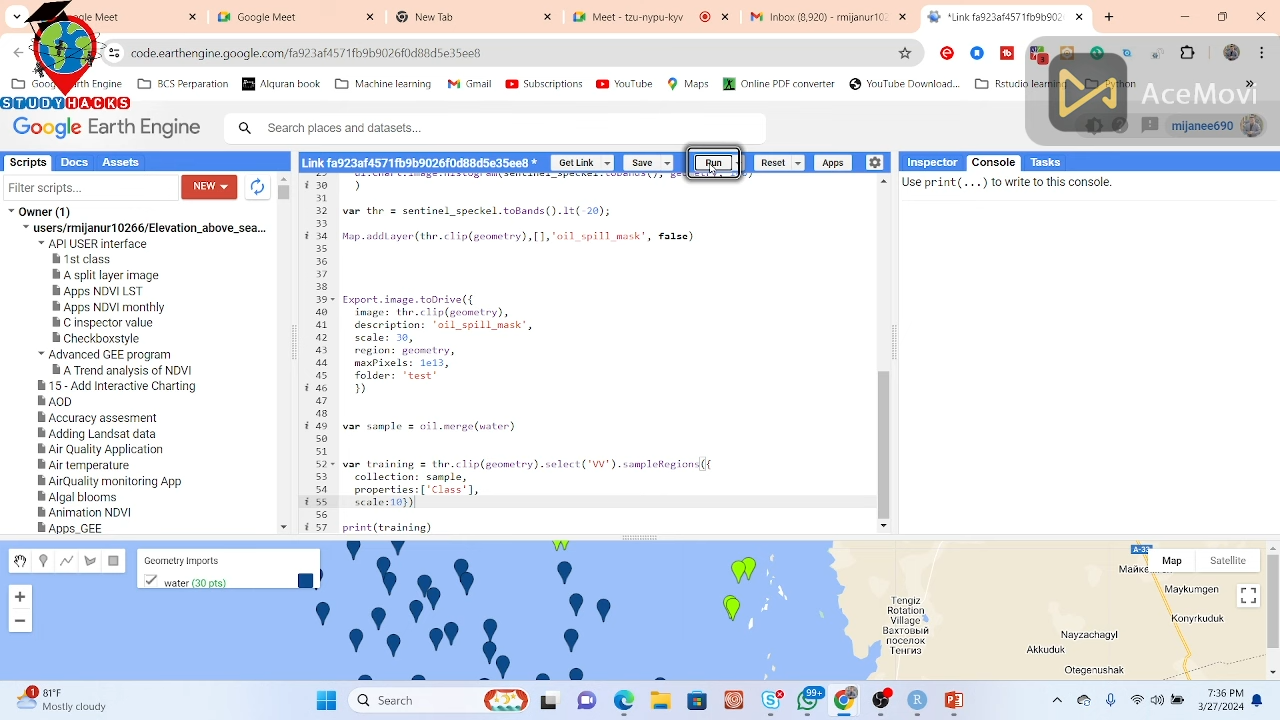 Google Meet
Google Meet
New Tab
Meet - tzu-nypu-kyv
Inbox (8,920) - rmijanur102
*Link fa923af4571fb9b902
code.earthengine.google.com/fa923af4571fb9b9026f0d88d5e35ee8
BCS Perparation
Alquran book
Machine learning
Gmail
Subscriptions
YouTube
Maps
Online PDF converter
YouTube Download...
Rstudio learning
Python
AceMovi
STUDYHACKS
Google Earth Engine
Search places and datasets...
mijanee690
Scripts
Docs
Assets
Link fa923af4571fb9b9026f0d88d5e35ee8 *
Get Link
Save
Run
Reset
Apps
Inspector
Console
Tasks
Filter scripts...
NEW
Use print(...) to write to this console.
Owner (1)
users/rmijanur10266/Elevation_above_sea...
API USER interface
1st class
A split layer image
Apps NDVI LST
Apps NDVI monthly
C inspector value
Checkboxstyle
Advanced GEE program
A Trend analysis of NDVI
15 - Add Interactive Charting
AOD
Accuracy assesment
Adding Landsat data
Air Quality Application
Air temperature
AirQuality monitoring App
Algal blooms
Animation NDVI
Apps_GEE
i 30 )
31
32 var thr = sentinel_speckel.toBands().lt(-20);
33
i 34 Map.addLayer(thr.clip(geometry),[],'oil_spill_mask', false)
35
36
37
38
39 Export.image.toDrive({
40 image: thr.clip(geometry),
41 description: 'oil_spill_mask',
42 scale: 30,
43 region: geometry,
44 maxPixels: 1e13,
45 folder: 'test'
i 46 })
47
48
i 49 var sample = oil.merge(water)
50
51
52 var training = thr.clip(geometry).select('VV').sampleRegions({
53 collection: sample,
54 properties:['Class'],
i 55 scale:10})
56
i 57 print(training)
Geometry Imports
water (30 pts)
Map
Satellite
Maykumgen
Konyrkuduk
Tengiz
Rotation
Village
Вахтовый
поселок
Тенгиз
Nayzachagyl
Akkuduk
Otegenushak
81°F
Mostly cloudy
Search
99+
7:36 PM
3/27/2024